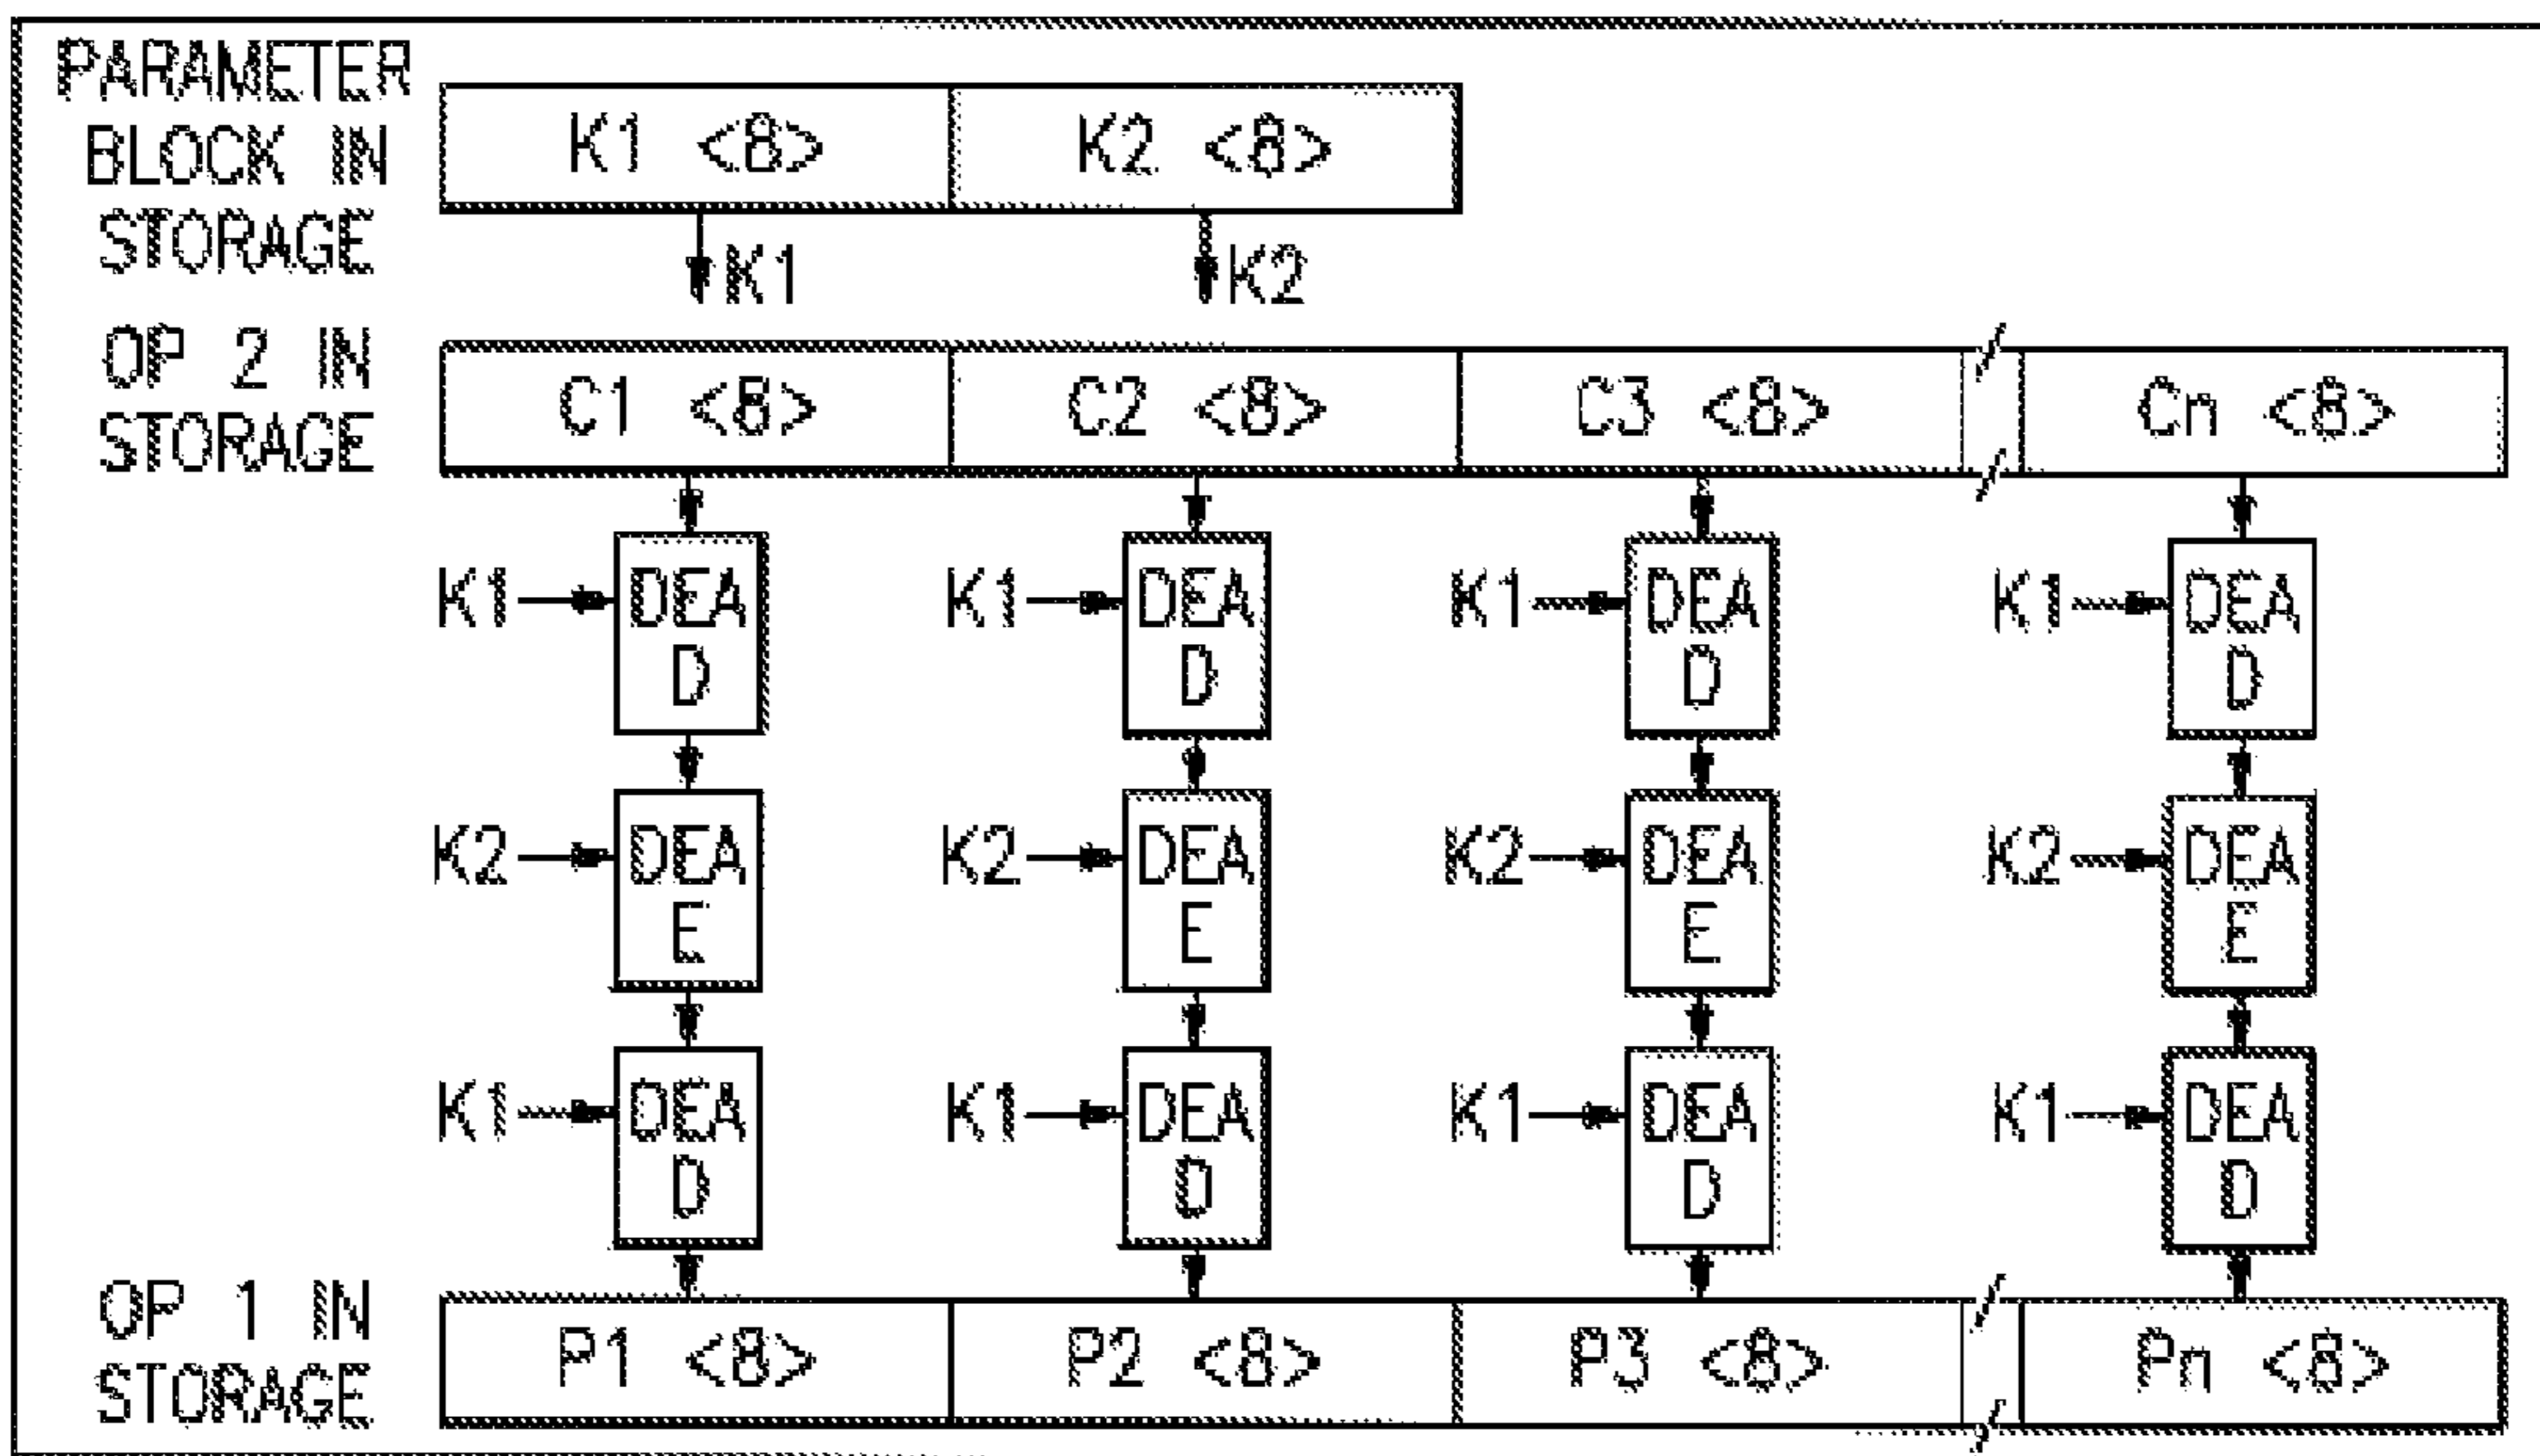 PARAMETER
BLOCK IN
STORAGE
K1 <8> K2 <8>
K1 K2
OP 2 IN
STORAGE
C1 <8> C2 <8> C3 <8> Cn <8>
K1 DEA K1 DEA K1 DEA K1 DEA
D D D D
K2 DEA K2 DEA K2 DEA K2 DEA
E E E E
K1 DEA K1 DEA K1 DEA K1 DEA
D D D D
OP 1 IN
STORAGE
P1 <8> P2 <8> P3 <8> Pn <8>